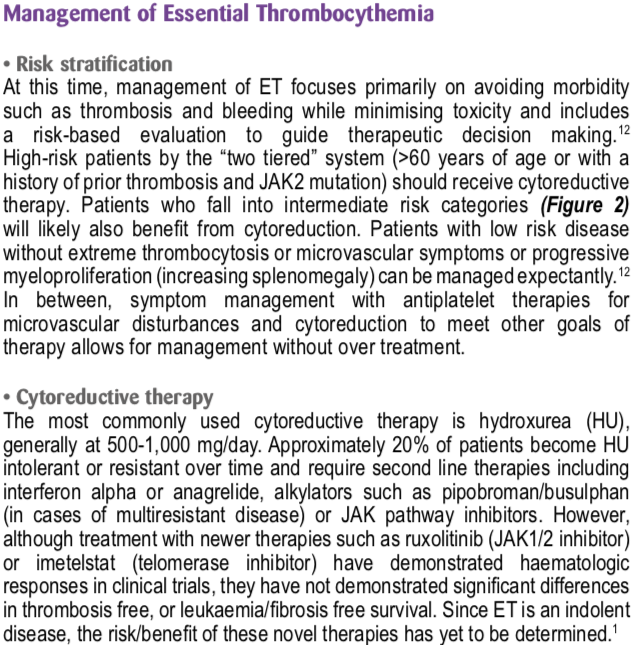 Management of Essential Thrombocythemia
• Risk stratification
At this time, management of ET focuses primarily on avoiding morbidity
such as thrombosis and bleeding while minimising toxicity and includes
a risk-based evaluation to guide therapeutic decision making.12
High-risk patients by the “two tiered” system (>60 years of age or with a
history of prior thrombosis and JAK2 mutation) should receive cytoreductive
therapy. Patients who fall into intermediate risk categories (Figure 2)
will likely also benefit from cytoreduction. Patients with low risk disease
without extreme thrombocytosis or microvascular symptoms or progressive
myeloproliferation (increasing splenomegaly) can be managed expectantly.12
In between, symptom management with antiplatelet therapies for
microvascular disturbances and cytoreduction to meet other goals of
therapy allows for management without over treatment.
• Cytoreductive therapy
The most commonly used cytoreductive therapy is hydroxurea (HU),
generally at 500-1,000 mg/day. Approximately 20% of patients become HU
intolerant or resistant over time and require second line therapies including
interferon alpha or anagrelide, alkylators such as pipobroman/busulphan
(in cases of multiresistant disease) or JAK pathway inhibitors. However,
although treatment with newer therapies such as ruxolitinib (JAK1/2 inhibitor)
or imetelstat (telomerase inhibitor) have demonstrated haematologic
responses in clinical trials, they have not demonstrated significant differences
in thrombosis free, or leukaemia/fibrosis free survival. Since ET is an indolent
disease, the risk/benefit of these novel therapies has yet to be determined.1